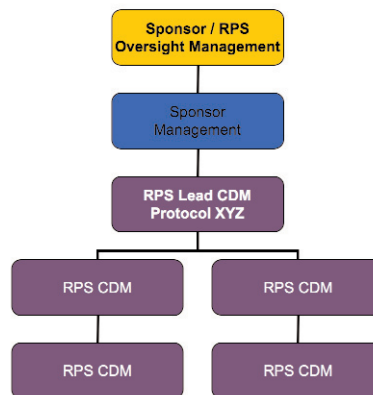 Sponsor / RPS
Oversight Management
Sponsor
Management
RPS Lead CDM
Protocol XYZ
RPS CDM
RPS CDM
RPS CDM
RPS CDM